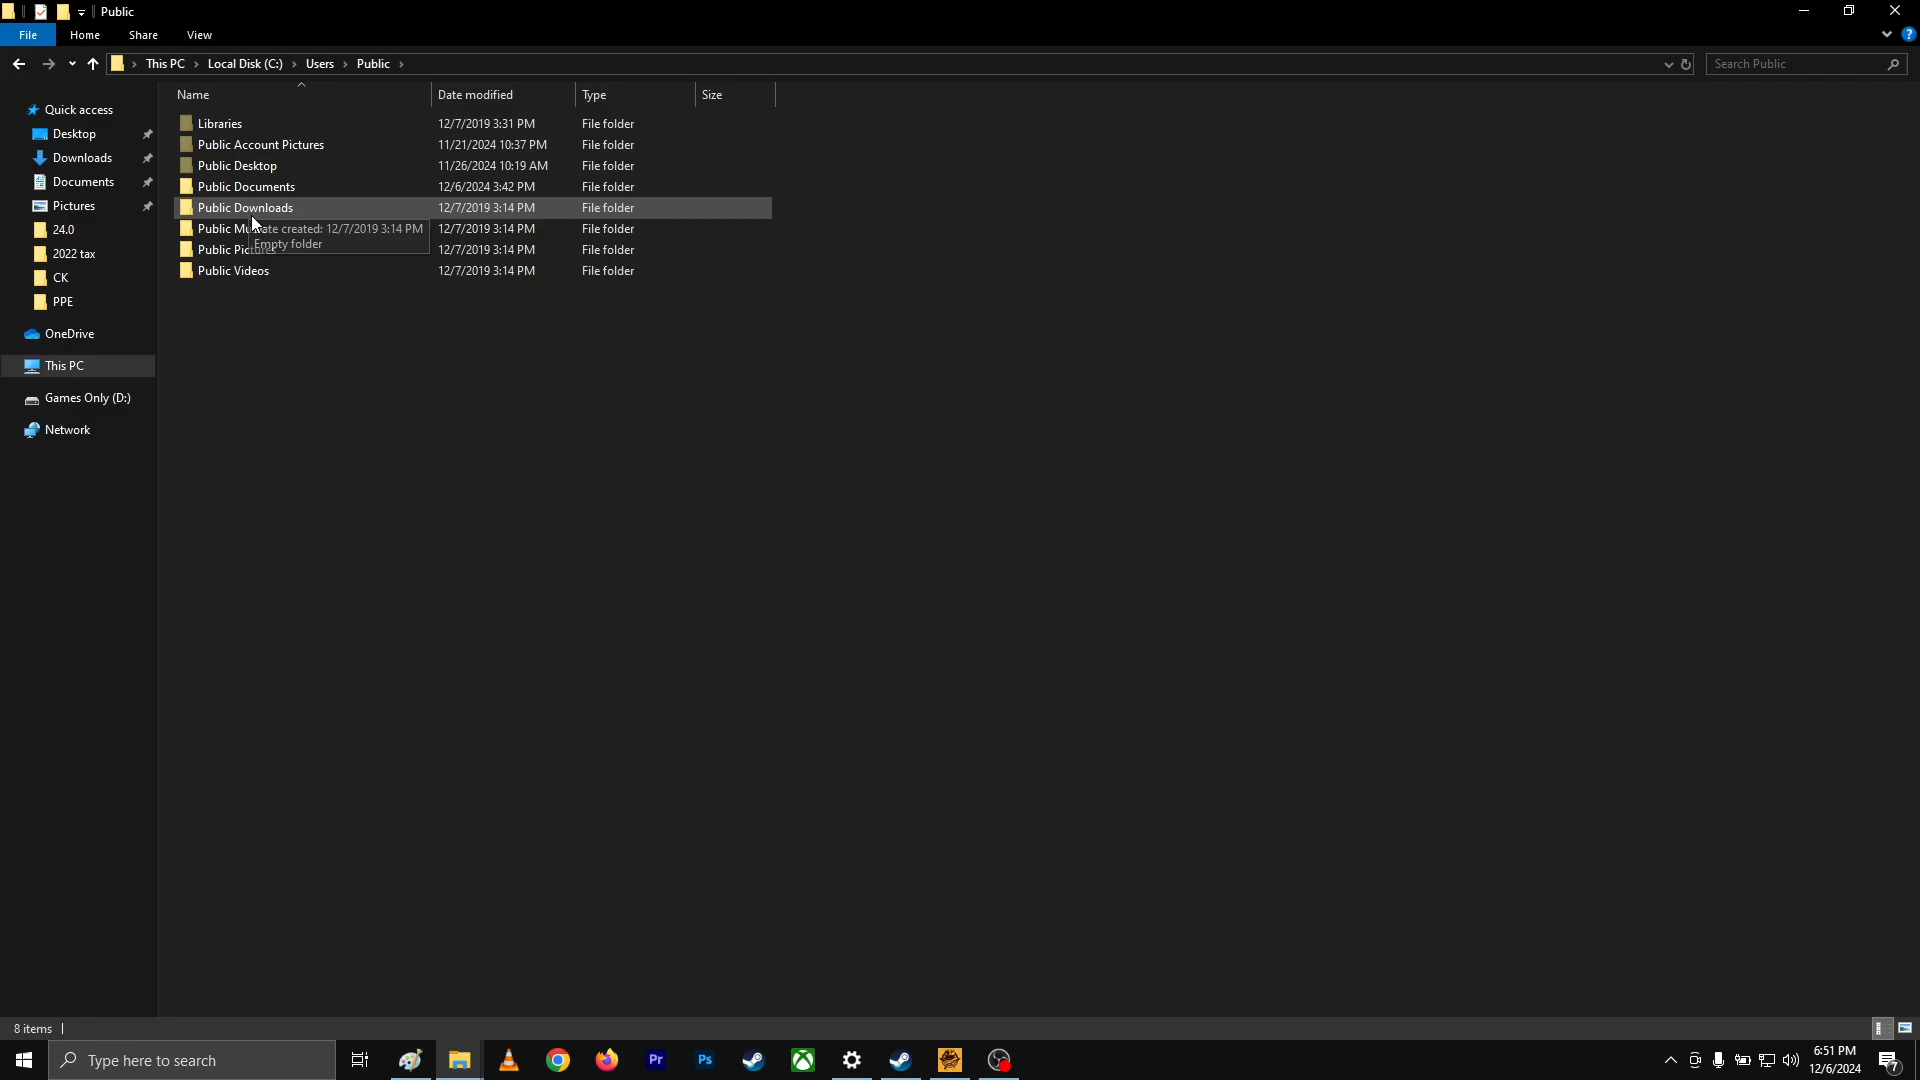 Public
File Home Share View
This PC Local Disk (C:) Users Public
Search Public
Name Date modified Type Size
Quick access
Desktop
Downloads
Documents
Pictures
24.0
2022 tax
CK
PPE
OneDrive
This PC
Games Only (D:)
Network
Libraries 12/7/2019 3:31 PM File folder
Public Account Pictures 11/21/2024 10:37 PM File folder
Public Desktop 11/26/2024 10:19 AM File folder
Public Documents 12/6/2024 3:42 PM File folder
Public Downloads 12/7/2019 3:14 PM File folder
Public Mu 12/7/2019 3:14 PM File folder
Public Pictures 12/7/2019 3:14 PM File folder
Public Videos 12/7/2019 3:14 PM File folder
ate created: 12/7/2019 3:14 PM
Empty folder
8 items
Type here to search
Pr
Ps
6:51 PM
12/6/2024
7